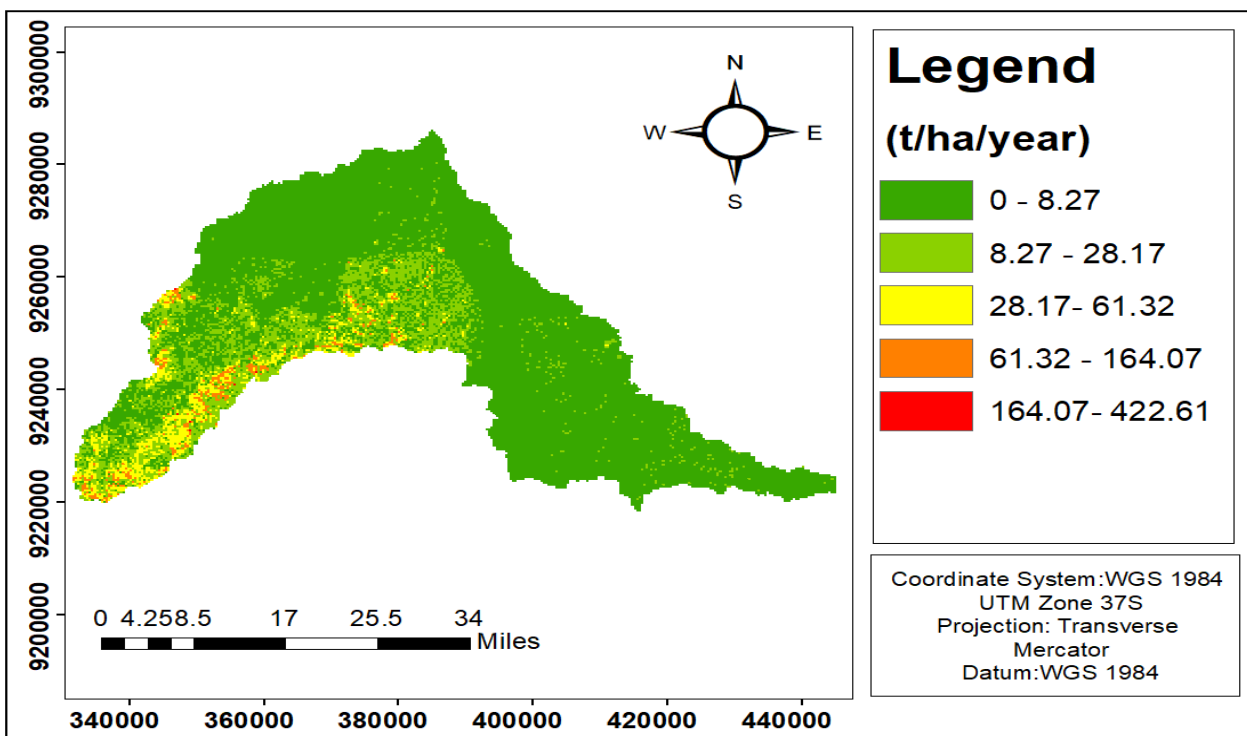 9300000
9280000
9260000
9240000
9220000
9200000
N
W E
S
0 4.258.5 17 25.5 34
Miles
340000 360000 380000 400000 420000 440000
Legend
(t/ha/year)
0 - 8.27
8.27 - 28.17
28.17- 61.32
61.32 - 164.07
164.07- 422.61
Coordinate System:WGS 1984
UTM Zone 37S
Projection: Transverse
Mercator
Datum:WGS 1984